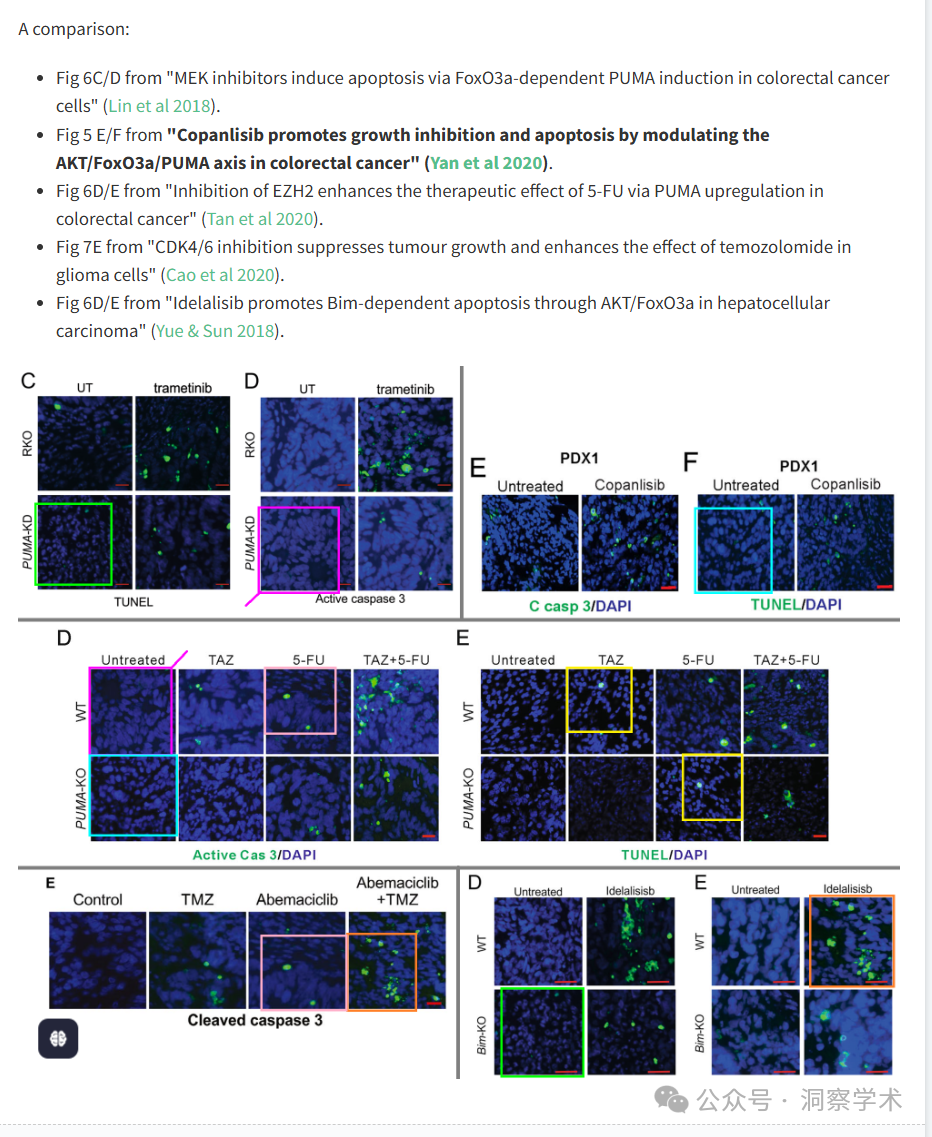 A comparison:
Fig 6C/D from "MEK inhibitors induce apoptosis via FoxO3a-dependent PUMA induction in colorectal cancer
cells" (Lin et al 2018).
Fig 5 E/F from "Copanlisib promotes growth inhibition and apoptosis by modulating the
AKT/FoxO3a/PUMA axis in colorectal cancer" (Yan et al 2020).
Fig 6D/E from "Inhibition of EZH2 enhances the therapeutic effect of 5-FU via PUMA upregulation in
colorectal cancer" (Tan et al 2020).
Fig 7E from "CDK4/6 inhibition suppresses tumour growth and enhances the effect of temozolomide in
glioma cells" (Cao et al 2020).
Fig 6D/E from "Idelalisib promotes Bim-dependent apoptosis through AKT/FoxO3a in hepatocellular
carcinoma" (Yue & Sun 2018).
C
UT trametinib
RKO
PUMA-KD
TUNEL
D
UT trametinib
RKO
PUMA-KD
Active caspase 3
E
PDX1
Untreated Copanlisib
C casp 3/DAPI
F
PDX1
Untreated Copanlisib
TUNEL/DAPI
D
Untreated TAZ 5-FU TAZ+5-FU
WT
PUMA-KO
Active Cas 3/DAPI
E
Untreated TAZ 5-FU TAZ+5-FU
WT
PUMA-KO
TUNEL/DAPI
E
Control TMZ Abemaciclib Abemaciclib
+TMZ
Cleaved caspase 3
D
Untreated Idelalisisb
WT
Bim-KO
E
Untreated Idelalisisb
WT
Bim-KO
公众号 · 洞察学术